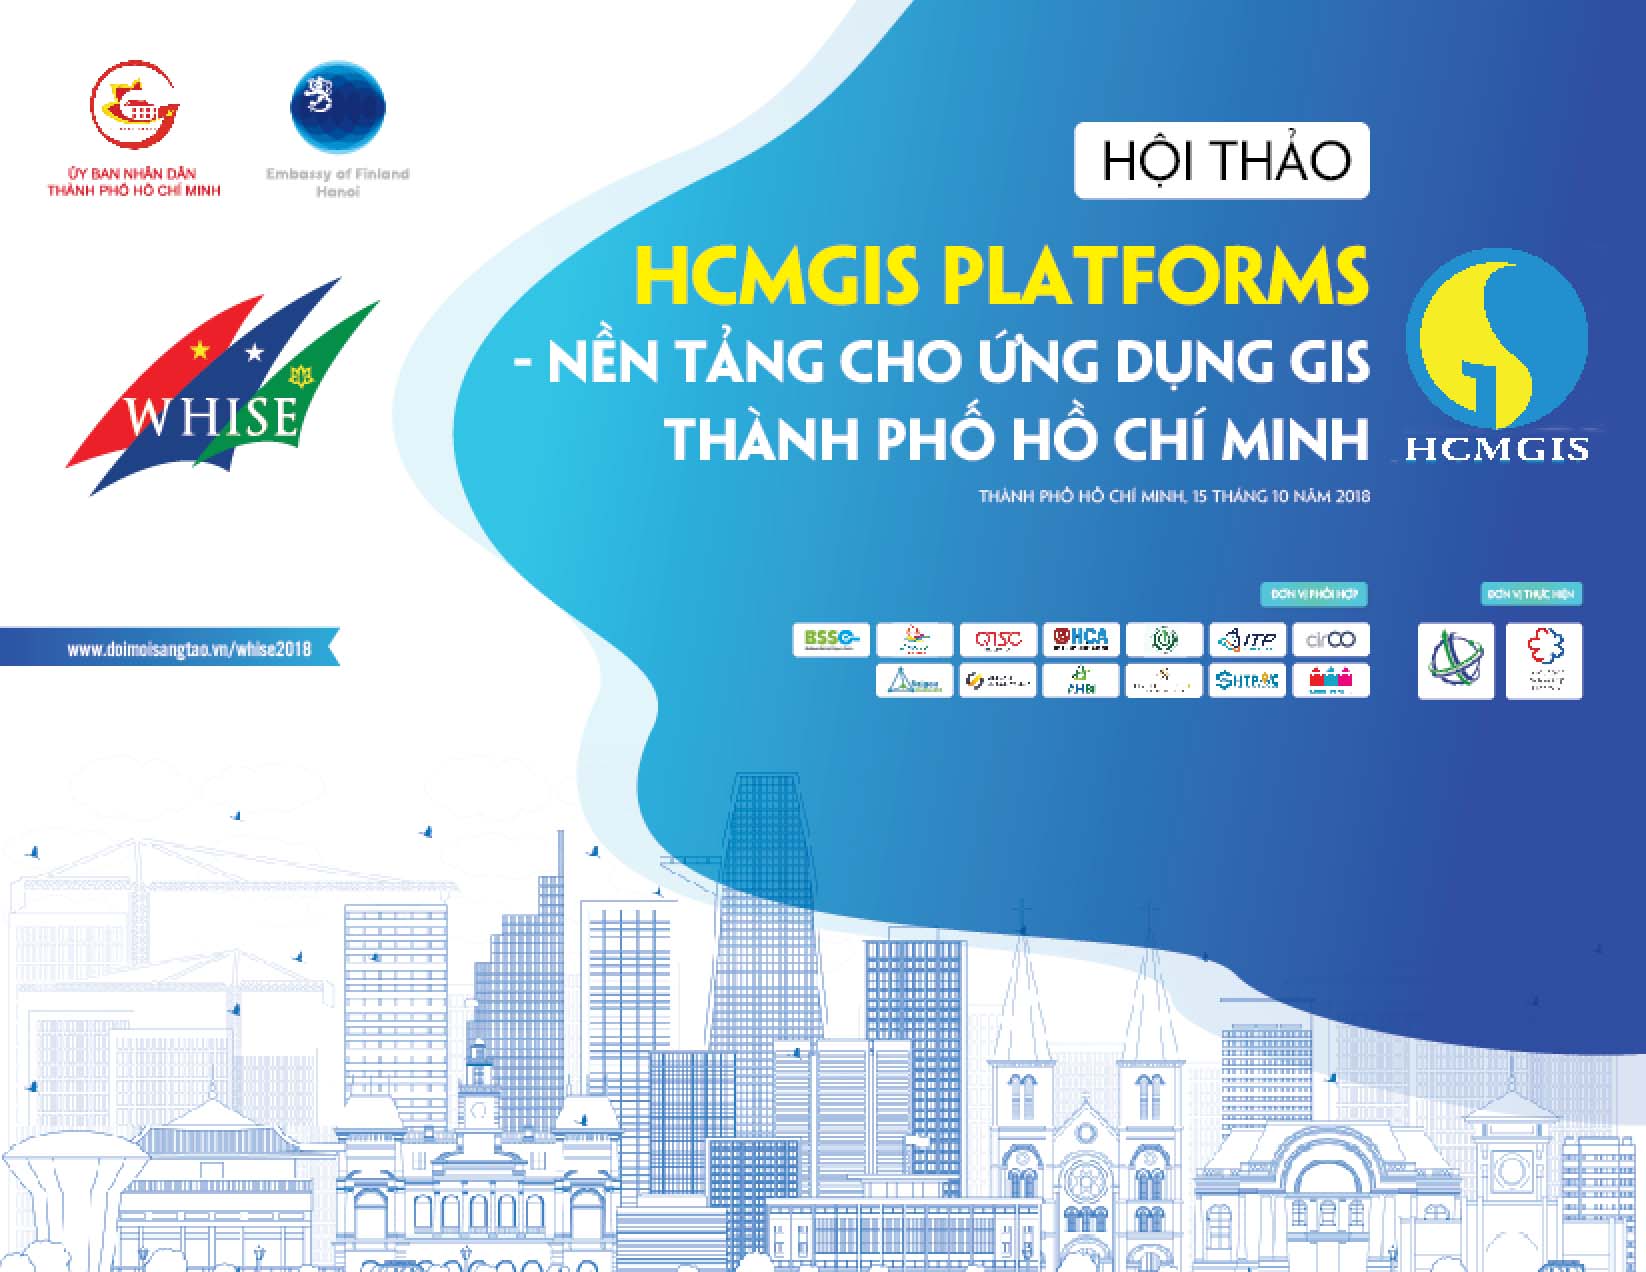 ỦY BAN NHÂN DÂN
THÀNH PHỐ HỒ CHÍ MINH
Embassy of Finland
Hanoi
WHISE
HỘI THẢO
HCMGIS PLATFORMS
- NỀN TẢNG CHO ỨNG DỤNG GIS
THÀNH PHỐ HỒ CHÍ MINH
THÀNH PHỐ HỒ CHÍ MINH, 15 THÁNG 10 NĂM 2018
HCMGIS
www.doimoisangtao.vn/whise2018
ĐƠN VỊ PHỐI HỢP
ĐƠN VỊ THỰC HIỆN
BSSC
QTSC
HCA
ITP
circo
AHBI
SHTP-IC